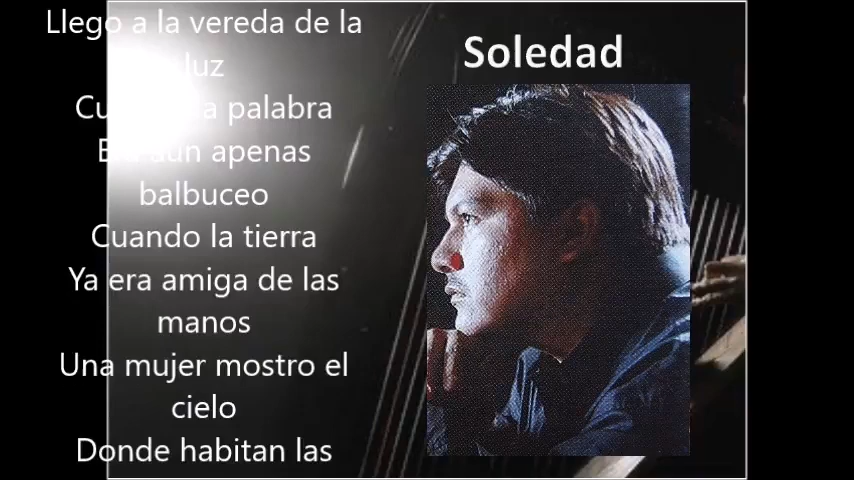 Llego a la vereda de la
luz
palabra
aun apenas
balbuceo
Cuando la tierra
Ya era amiga de las
manos
Una mujer mostro el
cielo
Donde habitan las
Soledad